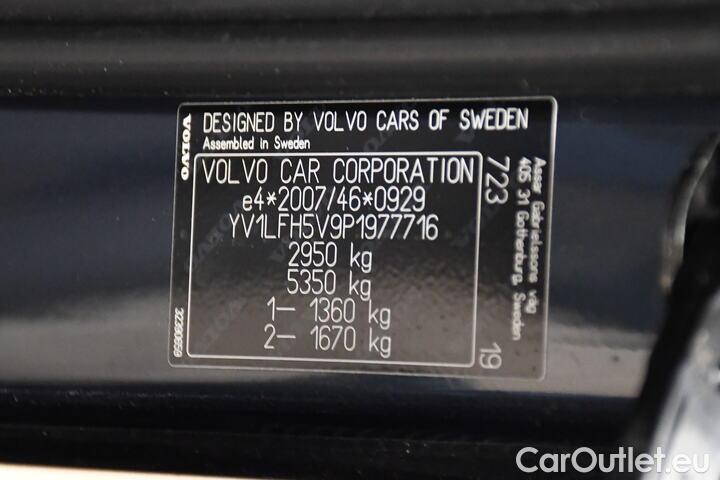 VOLVO
DESIGNED BY VOLVO CARS OF SWEDEN
Assembled in Sweden
VOLVO CAR CORPORATION
e4*2007/46*0929
YV1LFH5V9P1977716
2950 kg
5350 kg
1– 1360 kg
2– 1670 kg
723
19
Assar Gabrielssons väg
405 31 Gothenburg, Sweden
32390659
CarOutlet.eu